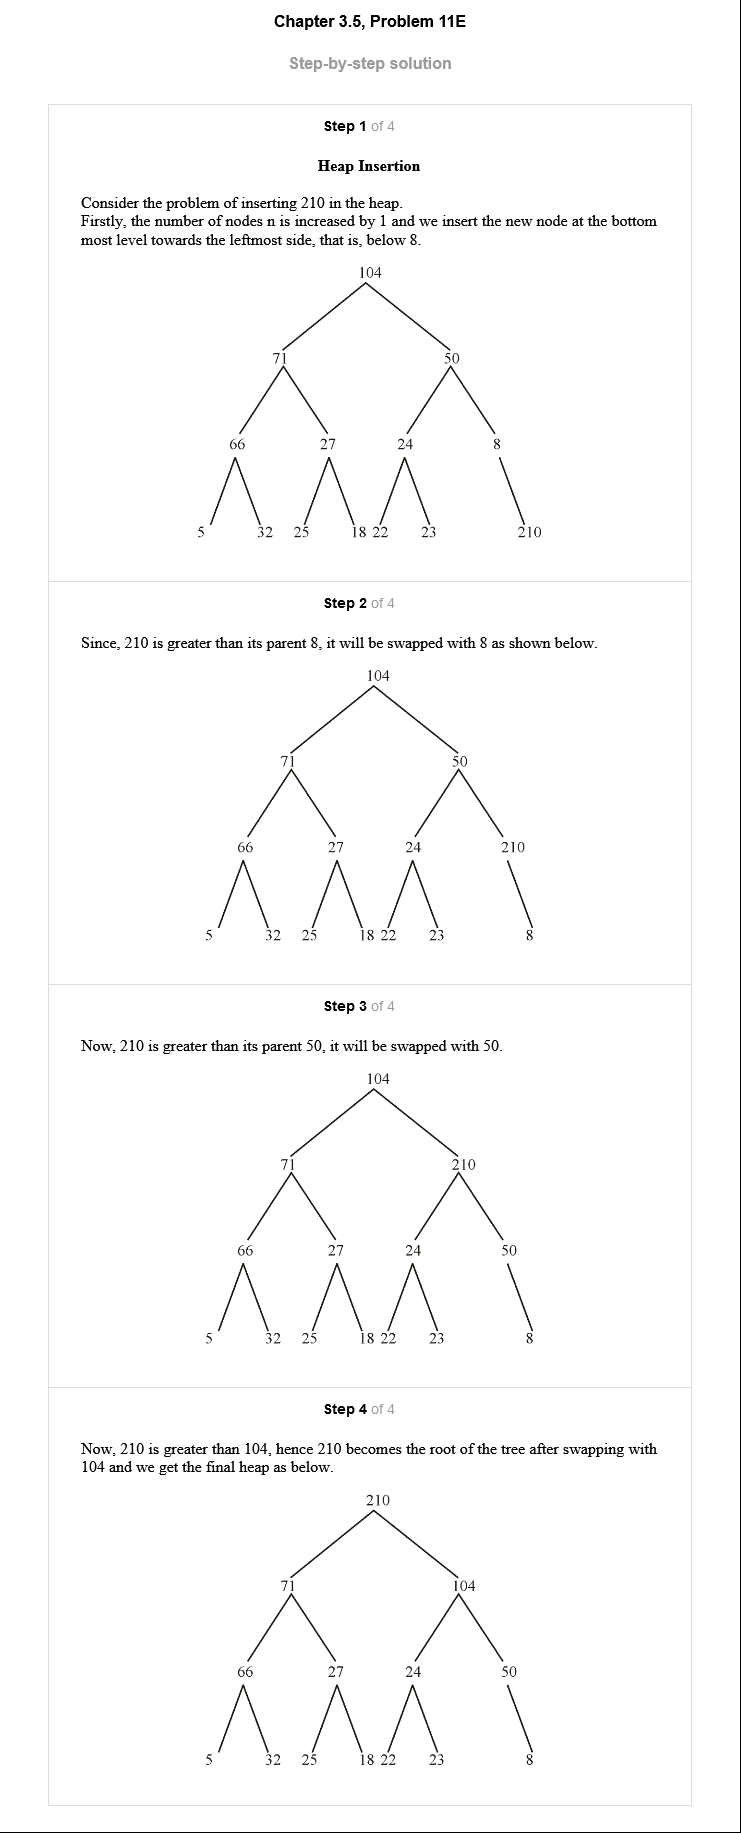 Chapter 3.5, Problem 11E
Step-by-step solution
Step 1 of 4
Heap Insertion
Consider the problem of inserting 210 in the heap.
Firstly, the number of nodes n is increased by 1 and we insert the new node at the bottom
most level towards the leftmost side, that is, below 8.
104
71 50
66 27 24 8
5 32 25 18 22 23 210
Step 2 of 4
Since, 210 is greater than its parent 8, it will be swapped with 8 as shown below.
104
71 50
66 27 24 210
5 32 25 18 22 23 8
Step 3 of 4
Now, 210 is greater than its parent 50, it will be swapped with 50.
104
71 210
66 27 24 50
5 32 25 18 22 23 8
Step 4 of 4
Now, 210 is greater than 104, hence 210 becomes the root of the tree after swapping with
104 and we get the final heap as below.
210
71 104
66 27 24 50
5 32 25 18 22 23 8